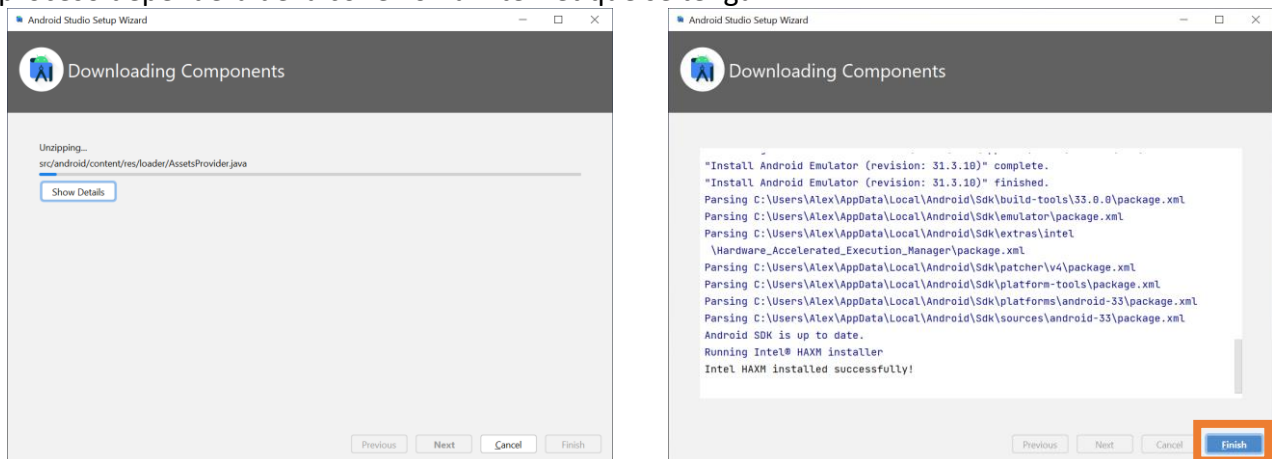 Android Studio Setup Wizard
Downloading Components
Unzipping...
src/android/content/res/loader/AssetsProvider.java
Show Details
Previous
Next
Cancel
Finish
Android Studio Setup Wizard
Downloading Components
"Install Android Emulator (revision: 31.3.10)" complete.
"Install Android Emulator (revision: 31.3.10)" finished.
Parsing C:\Users\Alex\AppData\Local\Android\Sdk\build-tools\33.0.0\package.xml
Parsing C:\Users\Alex\AppData\Local\Android\Sdk\emulator\package.xml
Parsing C:\Users\Alex\AppData\Local\Android\Sdk\extras\intel
\Hardware_Accelerated_Execution_Manager\package.xml
Parsing C:\Users\Alex\AppData\Local\Android\Sdk\patcher\v4\package.xml
Parsing C:\Users\Alex\AppData\Local\Android\Sdk\platform-tools\package.xml
Parsing C:\Users\Alex\AppData\Local\Android\Sdk\platforms\android-33\package.xml
Parsing C:\Users\Alex\AppData\Local\Android\Sdk\sources\android-33\package.xml
Android SDK is up to date.
Running Intel® HAXM installer
Intel HAXM installed successfully!
Previous
Next
Cancel
Finish